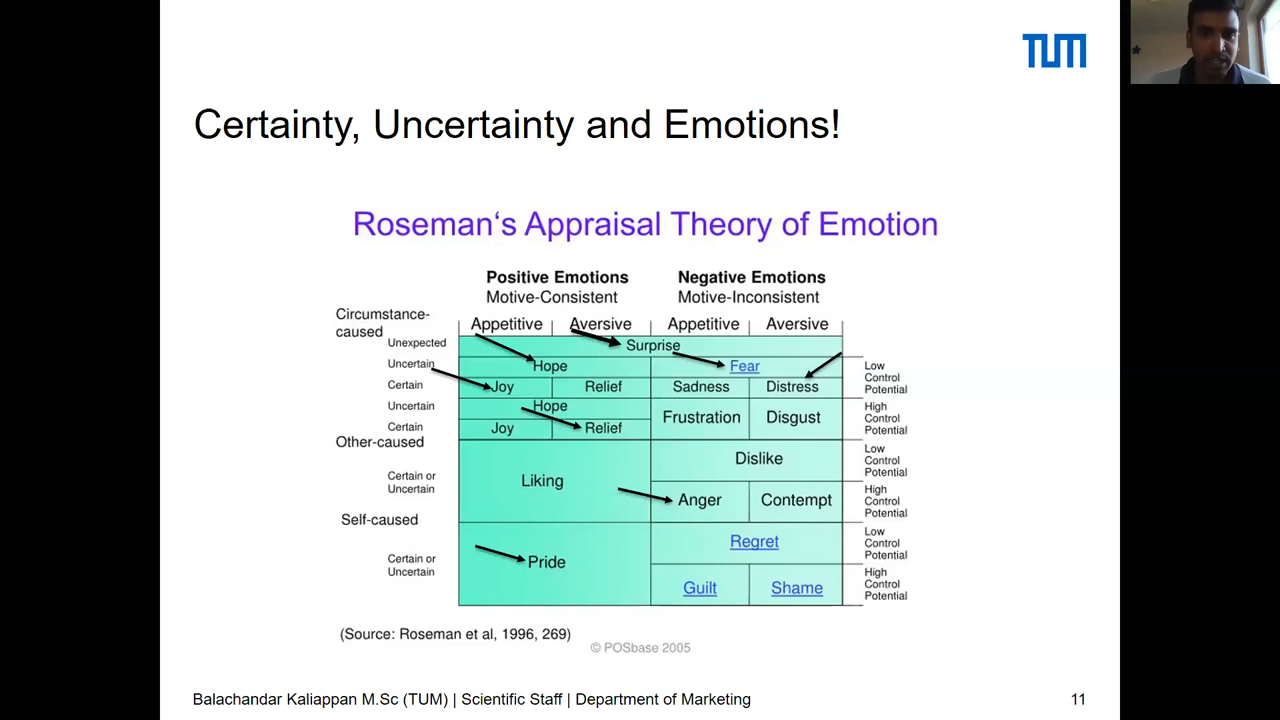 TUM
Certainty, Uncertainty and Emotions!
Roseman‘s Appraisal Theory of Emotion
Positive Emotions Negative Emotions
Motive-Consistent Motive-Inconsistent
Circumstance-
caused
Appetitive Aversive Appetitive Aversive
Unexpected Surprise
Uncertain Hope Fear
Certain Joy Relief Sadness Distress
Low
Control
Potential
Uncertain Hope
Certain Joy Relief
Frustration Disgust
High
Control
Potential
Other-caused
Certain or
Uncertain
Liking
Dislike
Low
Control
Potential
Anger Contempt
High
Control
Potential
Self-caused
Certain or
Uncertain
Pride
Regret
Low
Control
Potential
Guilt Shame
High
Control
Potential
(Source: Roseman et al, 1996, 269)
© POSbase 2005
Balachandar Kaliappan M.Sc (TUM) | Scientific Staff | Department of Marketing 11